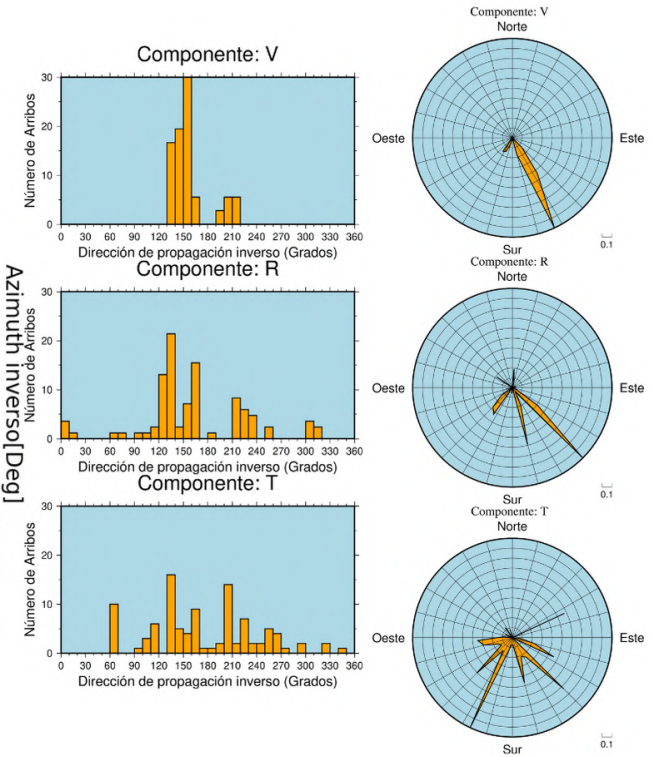 Componente: V
30
20
10
0
Número de Arribos
0 30 60 90 120 150 180 210 240 270 300 330 360
Dirección de propagación inverso (Grados)
Componente: V
Norte
Oeste
Este
Sur
0.1
Azimuth inverso[Deg]
Componente: R
30
20
10
0
Número de Arribos
0 30 60 90 120 150 180 210 240 270 300 330 360
Dirección de propagación inverso (Grados)
Componente: R
Norte
Oeste
Este
Sur
0.1
Componente: T
30
20
10
0
Número de Arribos
0 30 60 90 120 150 180 210 240 270 300 330 360
Dirección de propagación inverso (Grados)
Componente: T
Norte
Oeste
Este
Sur
0.1